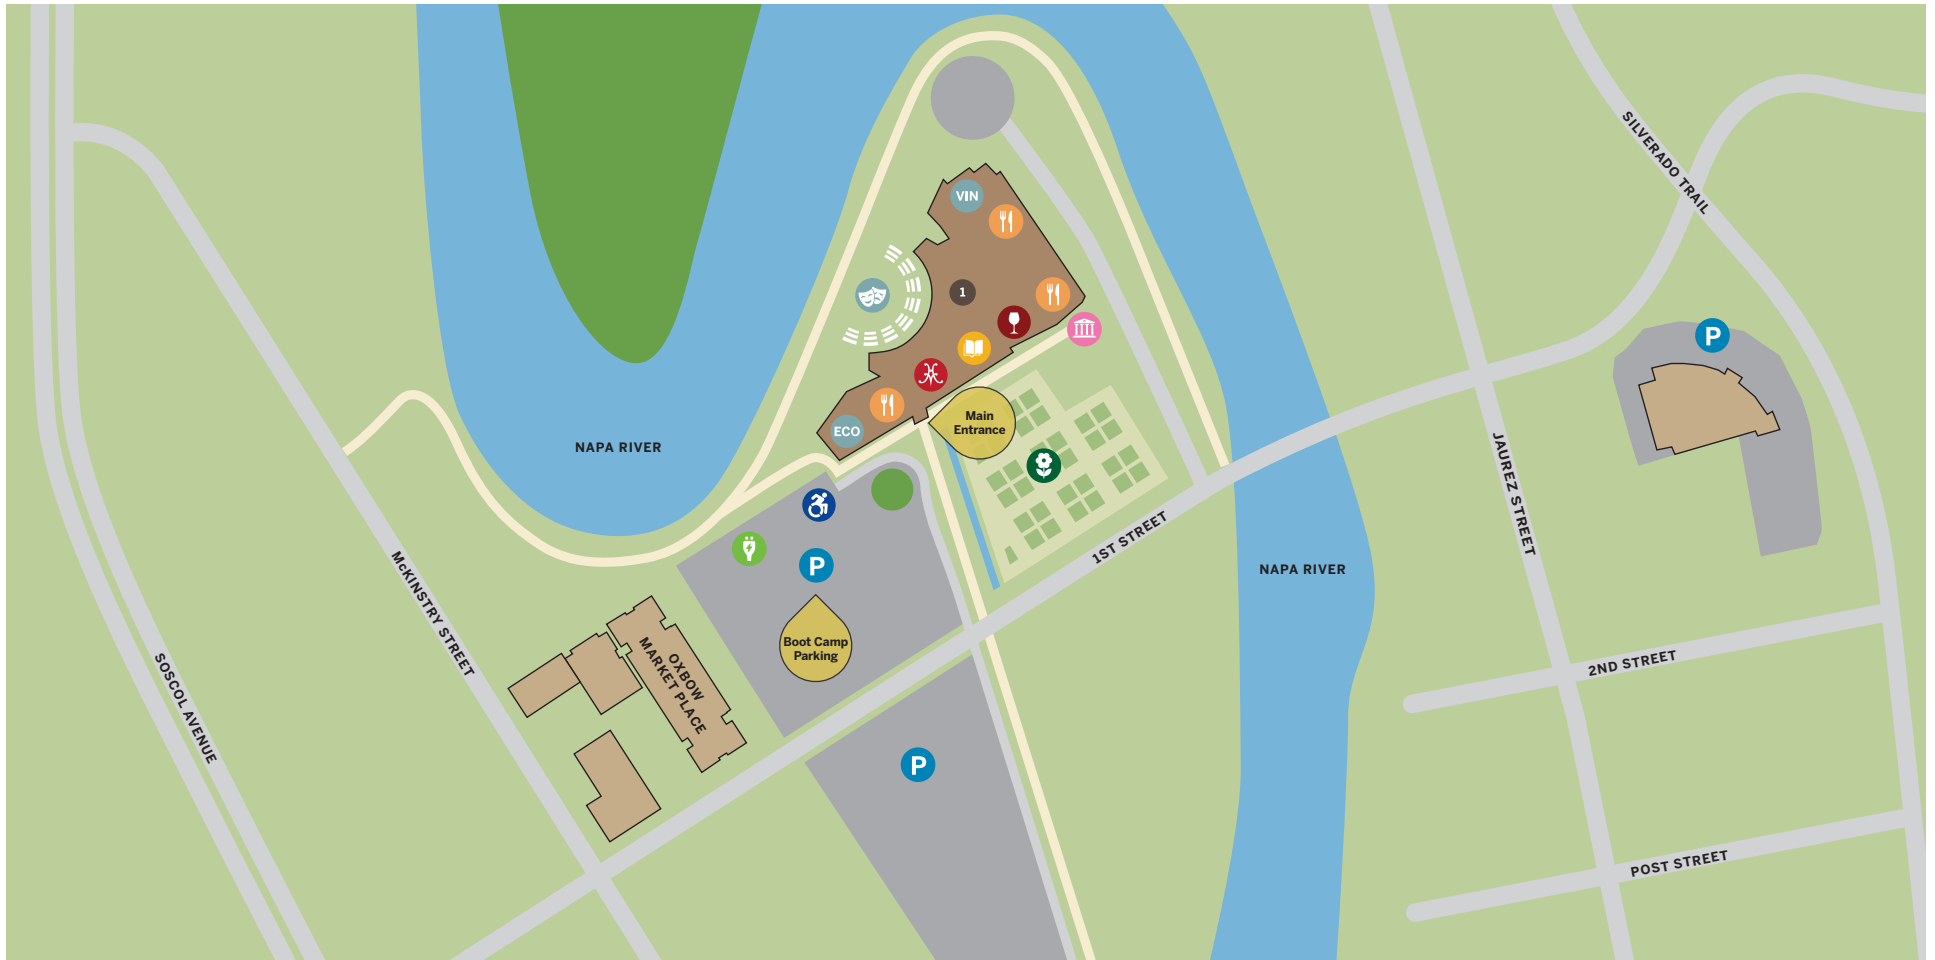 SILVERADO TRAIL
VIN
1
Main
Entrance
ECO
P
NAPA RIVER
JAUREZ STREET
1ST STREET
NAPA RIVER
P
McKINSTRY STREET
Boot Camp
Parking
OXBOW
MARKET PLACE
2ND STREET
SOSCOL AVENUE
P
POST STREET